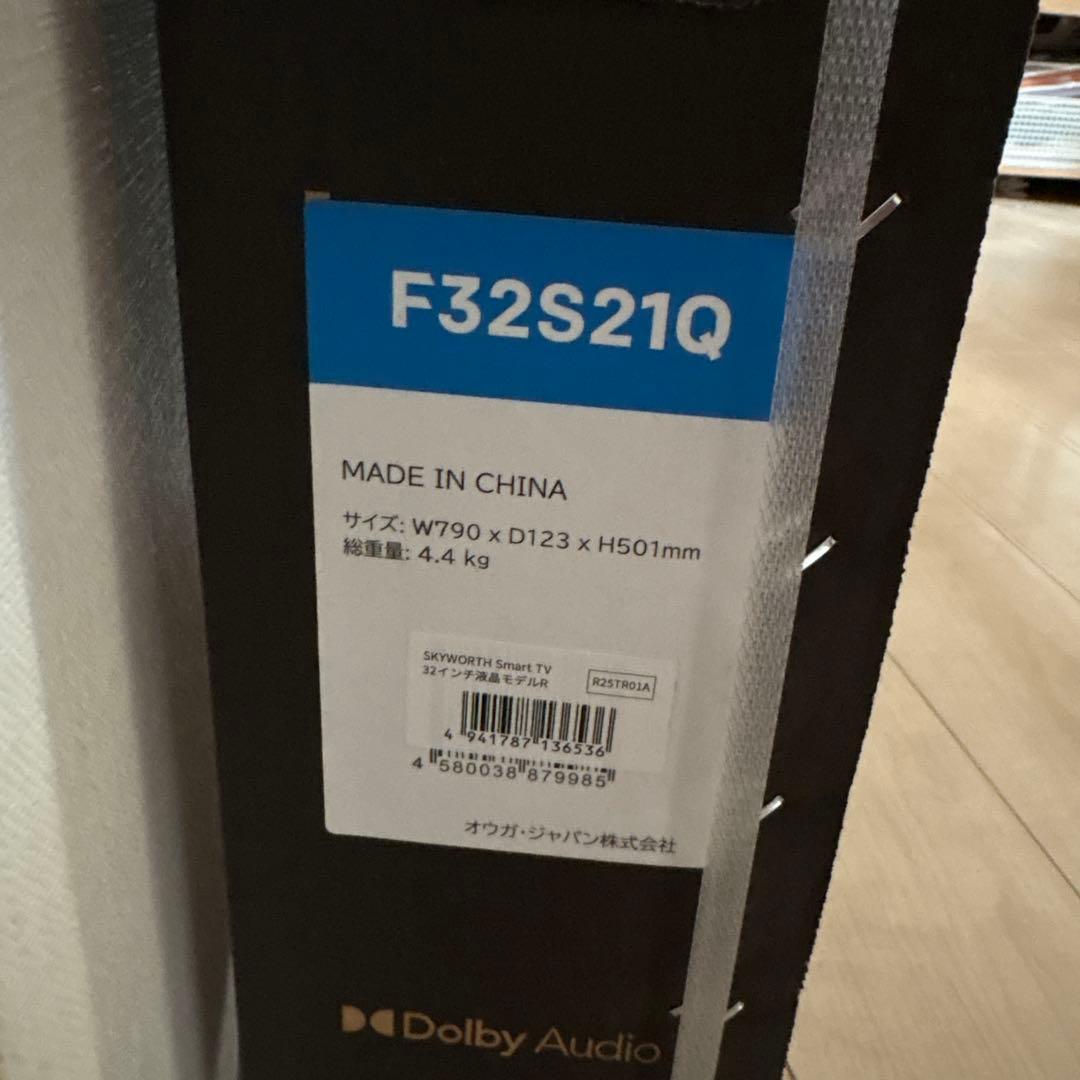 F32S21Q
MADE IN CHINA
サイズ: W790 x D123 x H501mm
総重量: 4.4 kg
SKYWORTH Smart TV
32インチ液晶モデルR
R25TR01A
4 941787 136536
4 580038 879985
オウガ・ジャパン株式会社
Dolby Audio